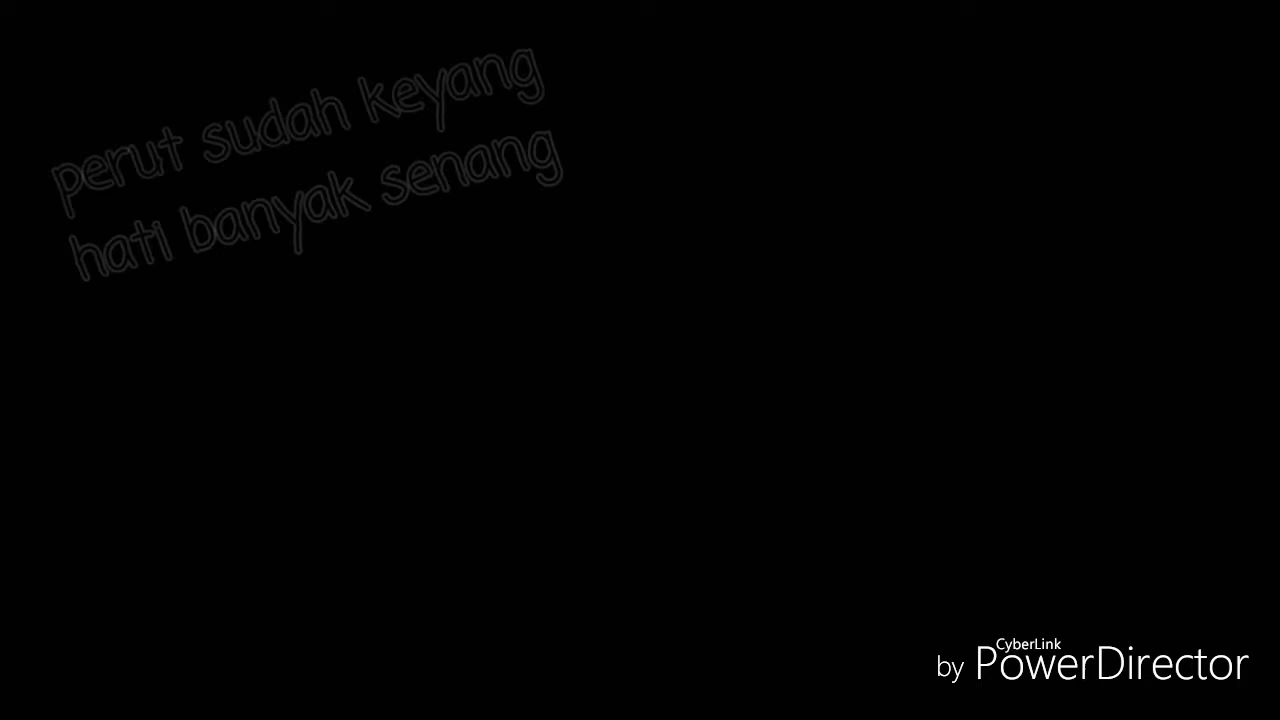 perut sudah keyang
hati banyak senang
by CyberLink PowerDirector